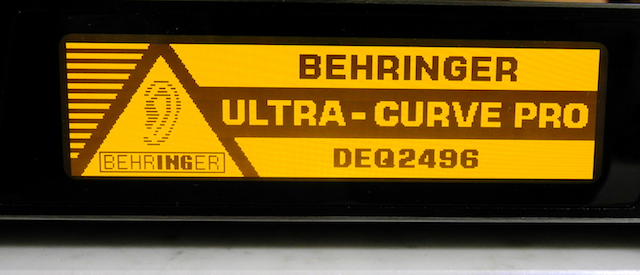 BEHRINGER
ULTRA-CURVE PRO
DEQ2496
BEHRINGER